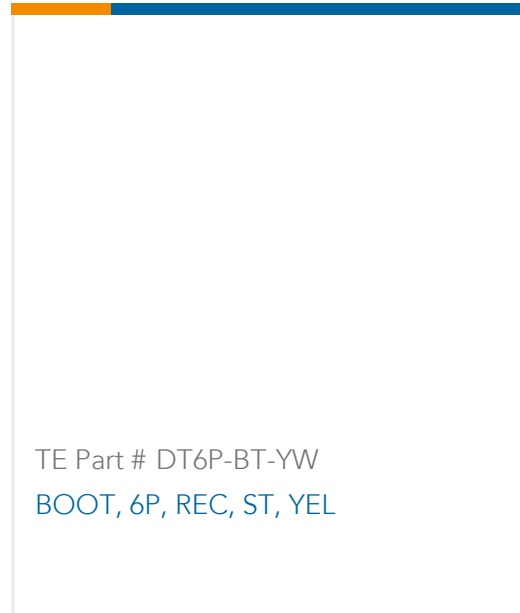 TE Part # DT6P-BT-YW
BOOT, 6P, REC, ST, YEL